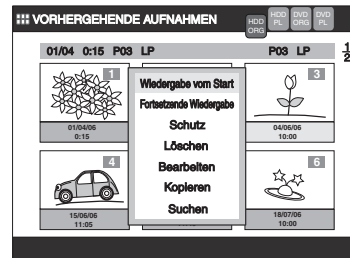 VORHERGEHENDE AUFNAHMEN
HDD ORG
HDD PL
DVD ORG
DVD PL
01/04 0:15 P03 LP P03 LP
1/2
1
3
01/04/06
0:15
04/06/06
10:00
Wiedergabe vom Start
Fortsetzende Wiedergabe
Schutz
Löschen
Bearbeiten
Kopieren
Suchen
4
6
15/06/06
11:05
18/07/06
10:00